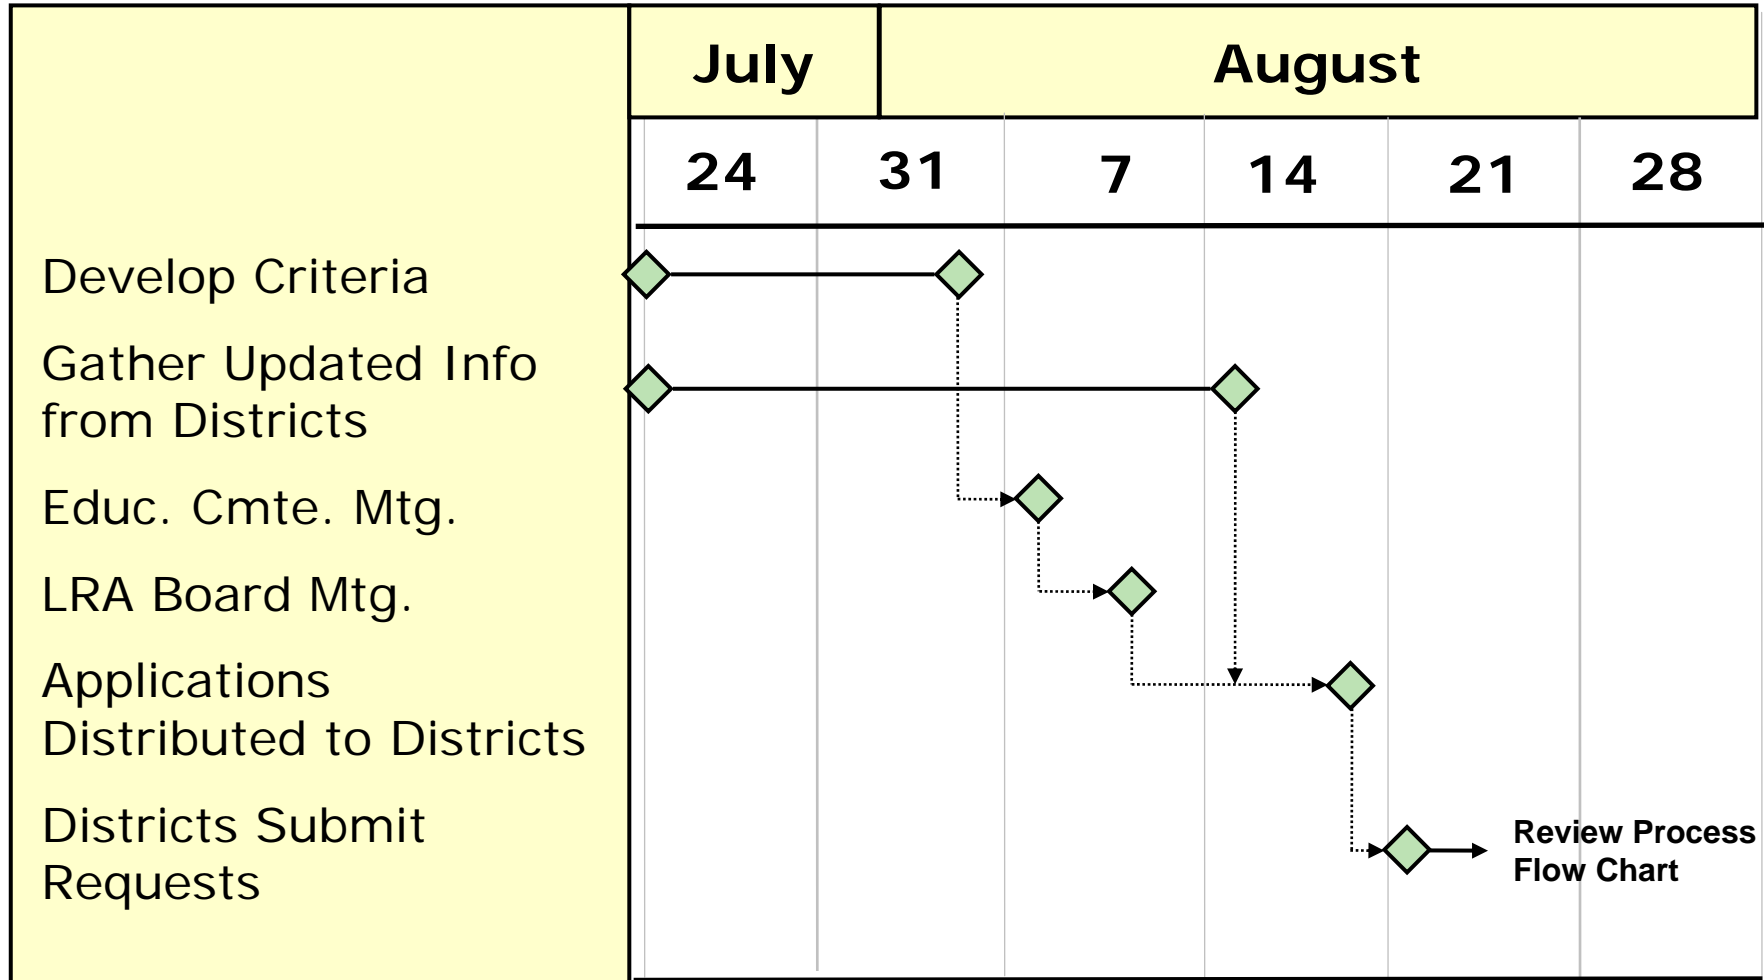 July August
24 31 7 14 21 28
Develop Criteria
Gather Updated Info
from Districts
Educ. Cmte. Mtg.
LRA Board Mtg.
Applications
Distributed to Districts
Districts Submit
Requests
Review Process
Flow Chart